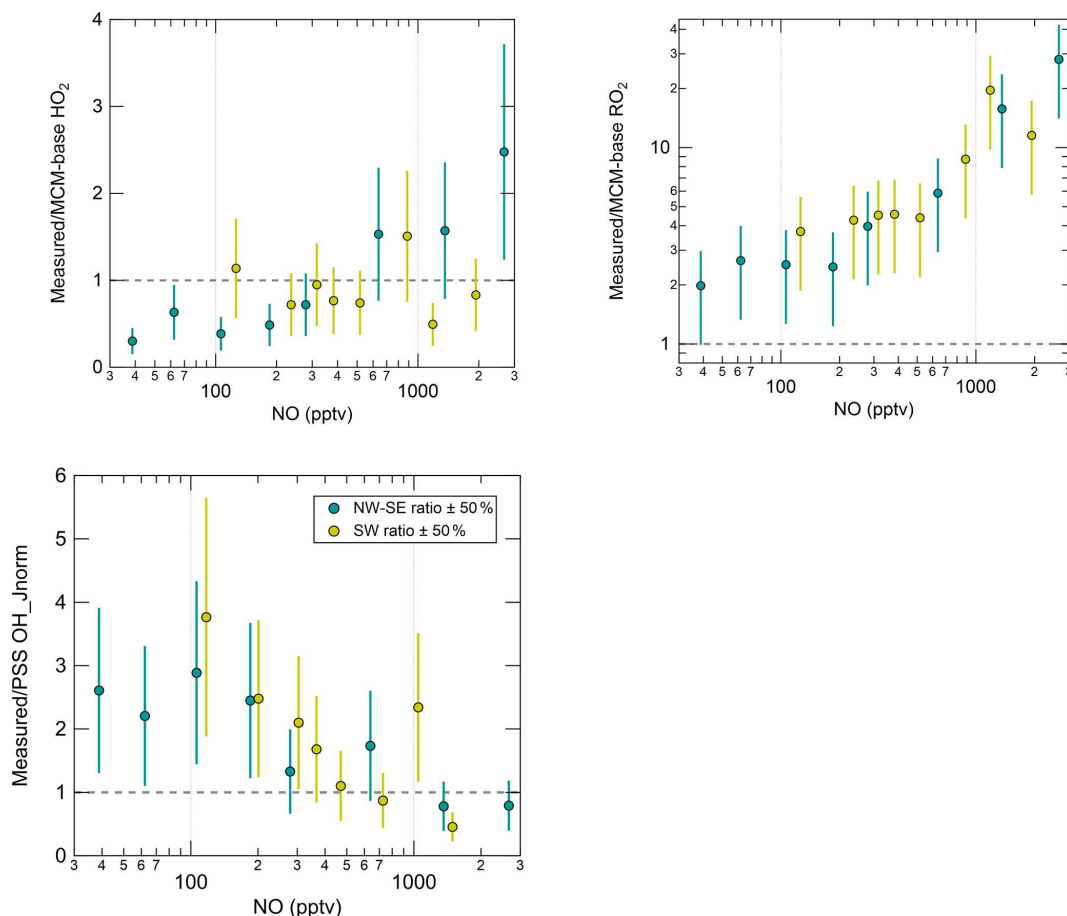 Measured/MCM-base HO2
4
3
2
1
0
3 4 5 6 7 100 2 3 4 5 6 7 1000 2 3
NO (pptv)
Measured/MCM-base RO2
4
3
2
10
6
5
4
3
2
1
3 4 5 6 7 100 2 3 4 5 6 7 1000 2 3
NO (pptv)
Measured/PSS OH_Jnorm
6
5
4
3
2
1
0
NW-SE ratio ± 50%
SW ratio ± 50%
3 4 5 6 7 100 2 3 4 5 6 7 1000 2 3
NO (pptv)